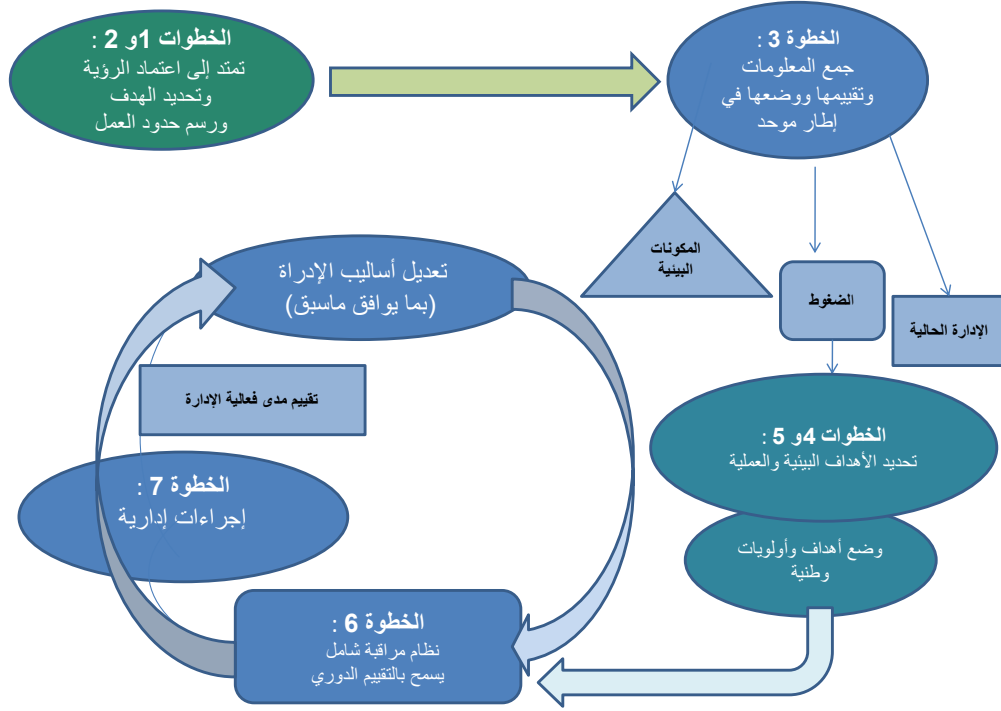 الخطوات 1و 2 :
تمتد إلى اعتماد الرؤية
وتحديد الهدف
ورسم حدود العمل
الخطوة 3 :
جمع المعلومات
وتقييمها ووضعها في
إطار موحد
المكونات
البيئية
الضغوط
الإدارة الحالية
الخطوات 4و 5 :
تحديد الأهداف البيئية والعملية
وضع أهداف وأولويات
وطنية
الخطوة 6 :
نظام مراقبة شامل
يسمح بالتقييم الدوري
الخطوة 7 :
إجراءات إدارية
تقييم مدى فعالية الإدارة
تعديل أساليب الإدراة
(بما يوافق ماسبق)